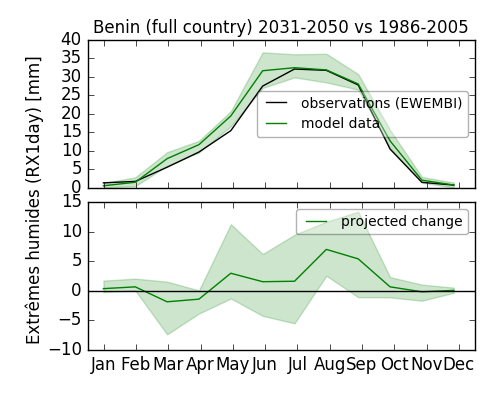 Benin (full country) 2031-2050 vs 1986-2005
Extrêmes humides (RX1day) [mm]
40
35
30
25
20
15
10
5
0
observations (EWEMBI)
model data
15
10
5
0
−5
−10
projected change
Jan Feb Mar Apr May Jun Jul Aug Sep Oct Nov Dec